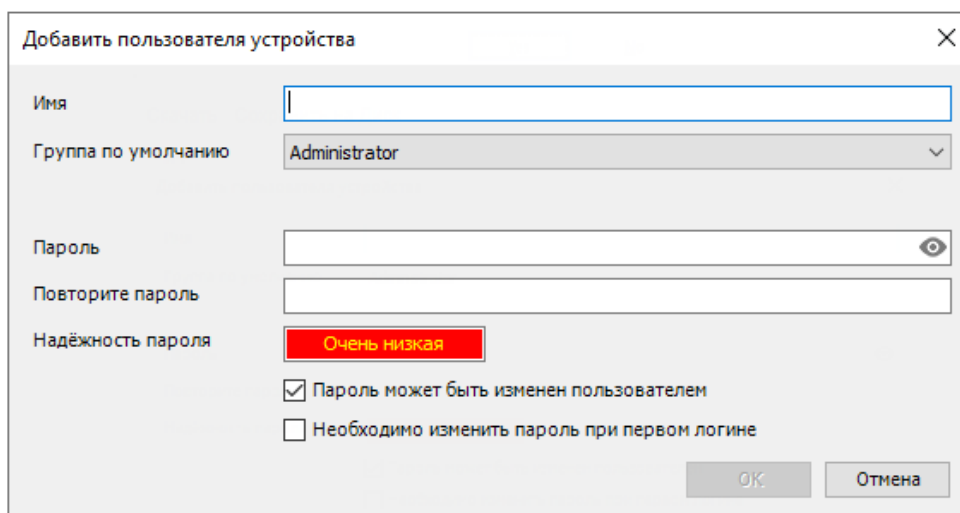 Добавить пользователя устройства
Имя
Группа по умолчанию Administrator
Пароль
Повторите пароль
Надёжность пароля Очень низкая
Пароль может быть изменен пользователем
Необходимо изменить пароль при первом логине
OK Отмена